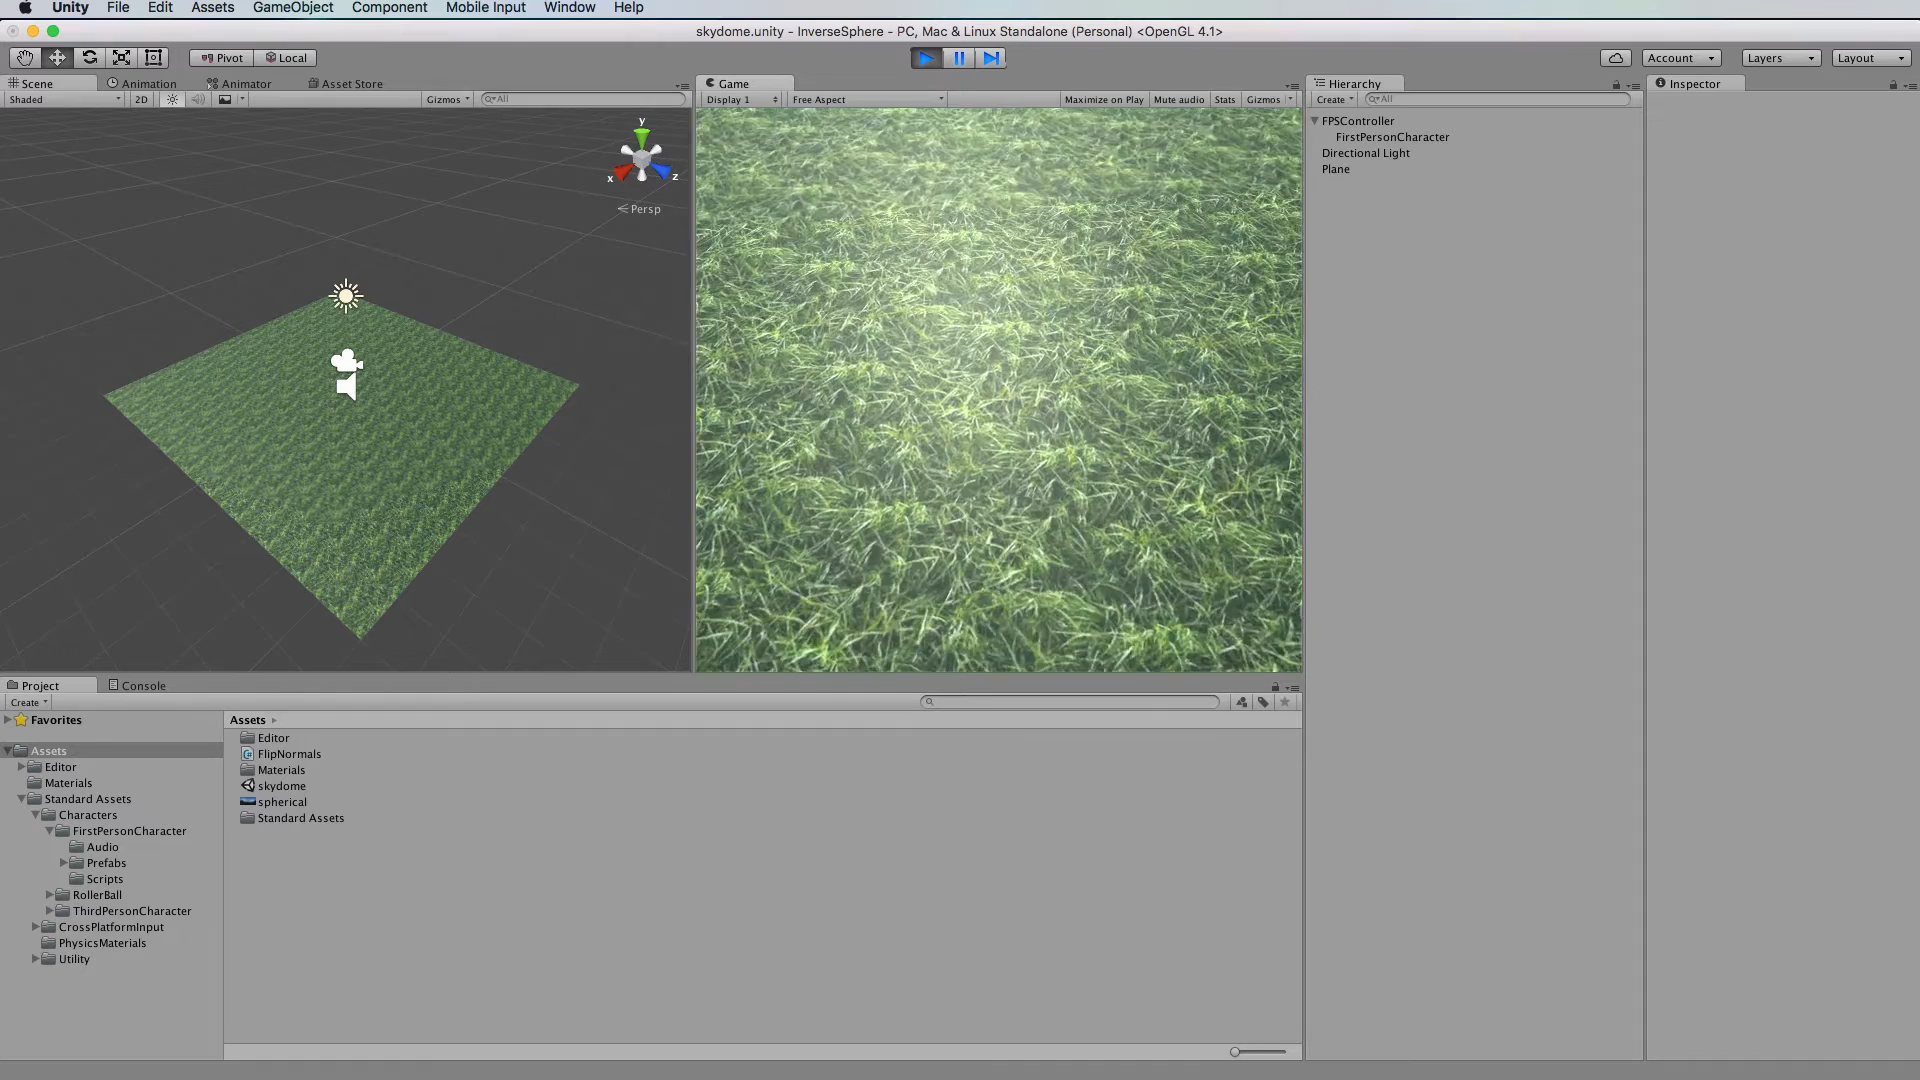 Unity File Edit Assets GameObject Component Mobile Input Window Help
skydome.unity - InverseSphere - PC, Mac & Linux Standalone (Personal) <OpenGL 4.1>
Pivot Local Account Layers Layout
Scene Animation Animator Asset Store Game Hierarchy Inspector
Shaded 2D Gizmos All Display 1 Free Aspect Maximize on Play Mute audio Stats Gizmos Create All
y
x
z
Persp
FPSController
FirstPersonCharacter
Directional Light
Plane
Project Console
Create
Favorites
Assets
Editor
Materials
Standard Assets
Characters
FirstPersonCharacter
Audio
Prefabs
Scripts
RollerBall
ThirdPersonCharacter
CrossPlatformInput
PhysicsMaterials
Utility
Assets
Editor
FlipNormals
Materials
skydome
spherical
Standard Assets